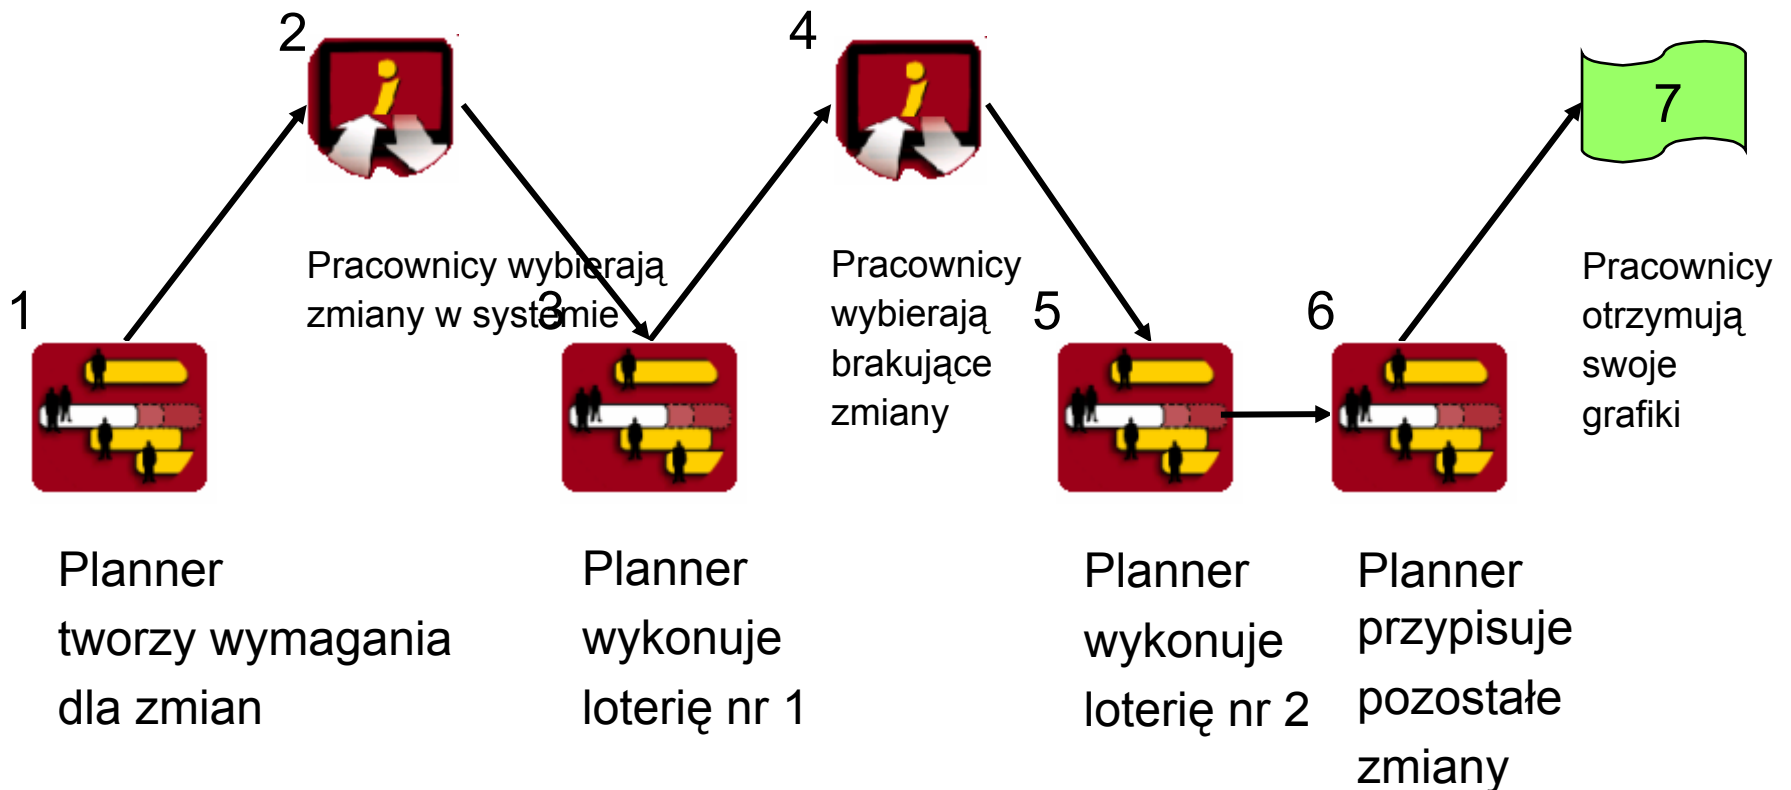 1
Planner
tworzy wymagania
dla zmian
2
Pracownicy wybierają
zmiany w systemie
3
Planner
wykonuje
loterię nr 1
4
Pracownicy
wybierają
brakujące
zmiany
5
Planner
wykonuje
loterię nr 2
6
Planner
przypisuje
pozostałe
zmiany
7
Pracownicy
otrzymują
swoje
grafiki